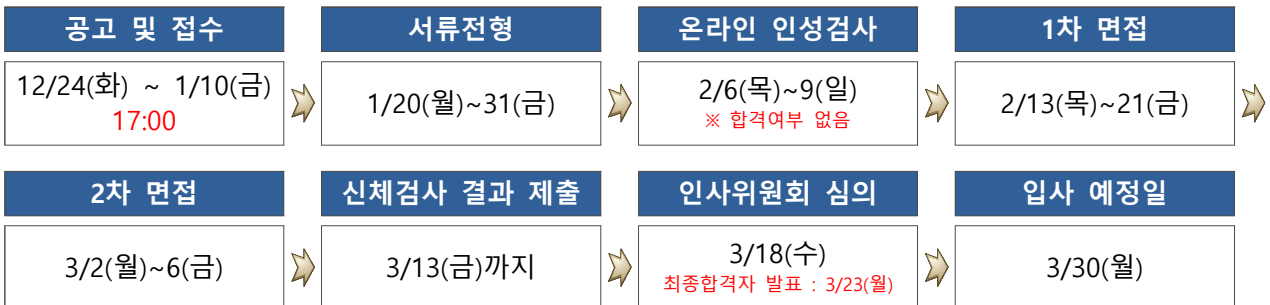 공고 및 접수
12/24(화) ~ 1/10(금)
17:00
서류전형
1/20(월)~31(금)
온라인 인성검사
2/6(목)~9(일)
※ 합격여부 없음
1차 면접
2/13(목)~21(금)
2차 면접
3/2(월)~6(금)
신체검사 결과 제출
3/13(금)까지
인사위원회 심의
3/18(수)
최종합격자 발표 : 3/23(월)
입사 예정일
3/30(월)